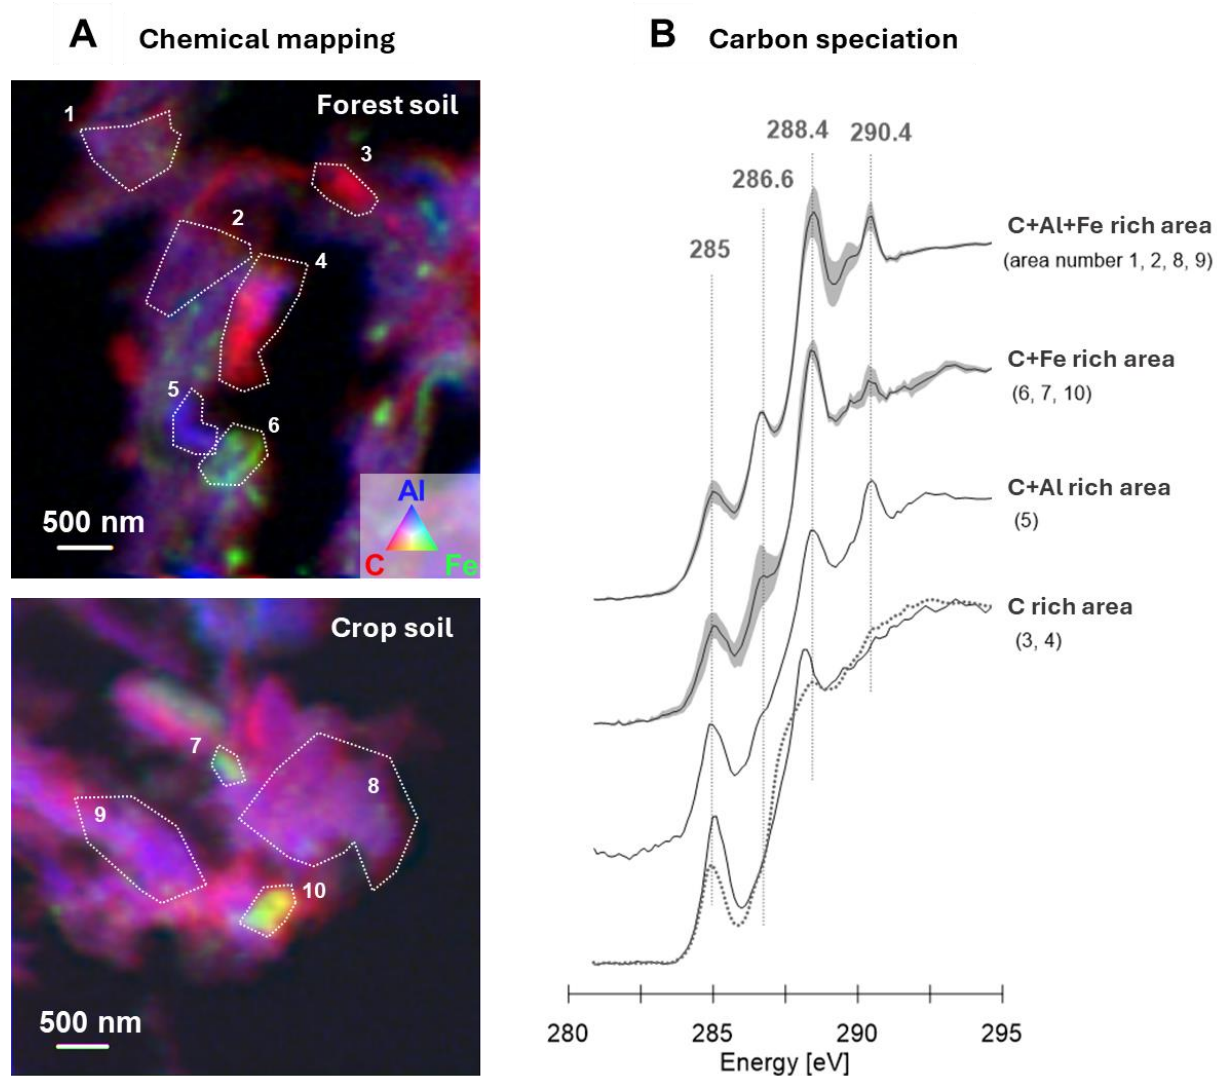 A Chemical mapping
Forest soil
1
3
2
4
5
6
500 nm
Al
C Fe
Crop soil
7
8
9
10
500 nm
B Carbon speciation
288.4 290.4
286.6
285
C+Al+Fe rich area
(area number 1, 2, 8, 9)
C+Fe rich area
(6, 7, 10)
C+Al rich area
(5)
C rich area
(3, 4)
280 285 290 295
Energy [eV]